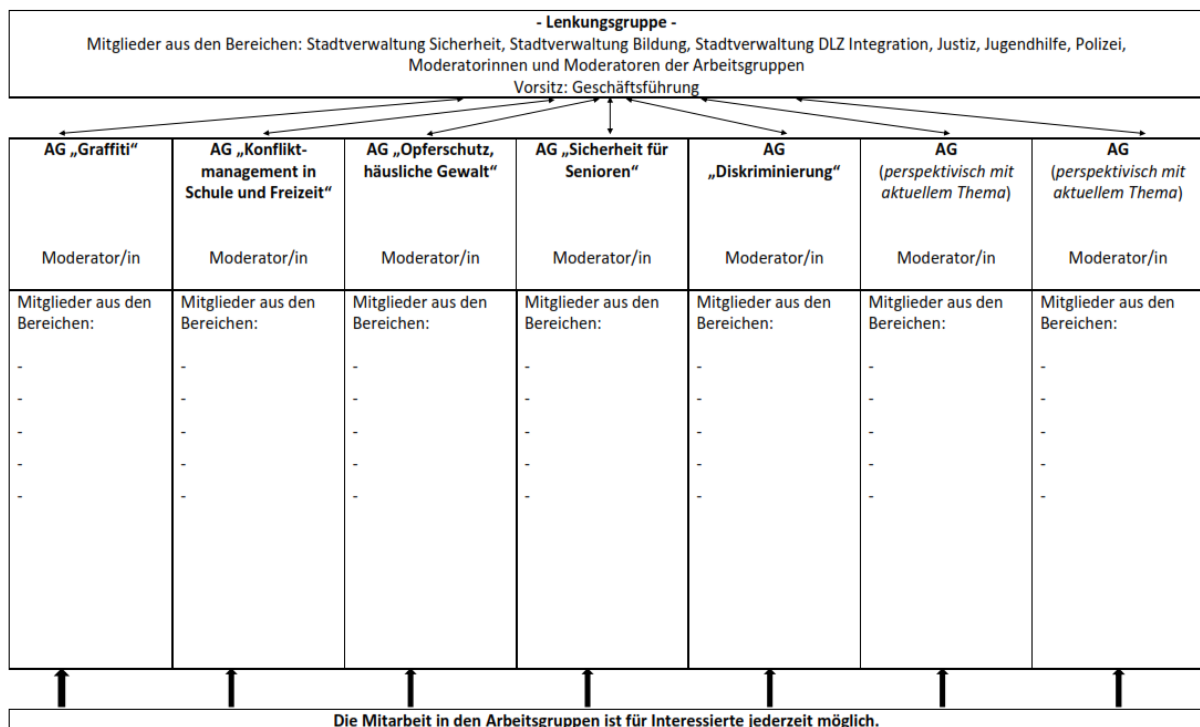 - Lenkungsgruppe -
Mitglieder aus den Bereichen: Stadtverwaltung Sicherheit, Stadtverwaltung Bildung, Stadtverwaltung DLZ Integration, Justiz, Jugendhilfe, Polizei,
Moderatorinnen und Moderatoren der Arbeitsgruppen
Vorsitz: Geschäftsführung
AG „Graffiti“
Moderator/in
Mitglieder aus den
Bereichen:
-
-
-
-
-
AG „Konflikt-
management in
Schule und Freizeit“
Moderator/in
Mitglieder aus den
Bereichen:
-
-
-
-
-
AG „Opferschutz,
häusliche Gewalt“
Moderator/in
Mitglieder aus den
Bereichen:
-
-
-
-
-
AG „Sicherheit für
Senioren“
Moderator/in
Mitglieder aus den
Bereichen:
-
-
-
-
-
AG
„Diskriminierung“
Moderator/in
Mitglieder aus den
Bereichen:
-
-
-
-
-
AG
(perspektivisch mit
aktuellem Thema)
Moderator/in
Mitglieder aus den
Bereichen:
-
-
-
-
-
AG
(perspektivisch mit
aktuellem Thema)
Moderator/in
Mitglieder aus den
Bereichen:
-
-
-
-
-
Die Mitarbeit in den Arbeitsgruppen ist für Interessierte jederzeit möglich.